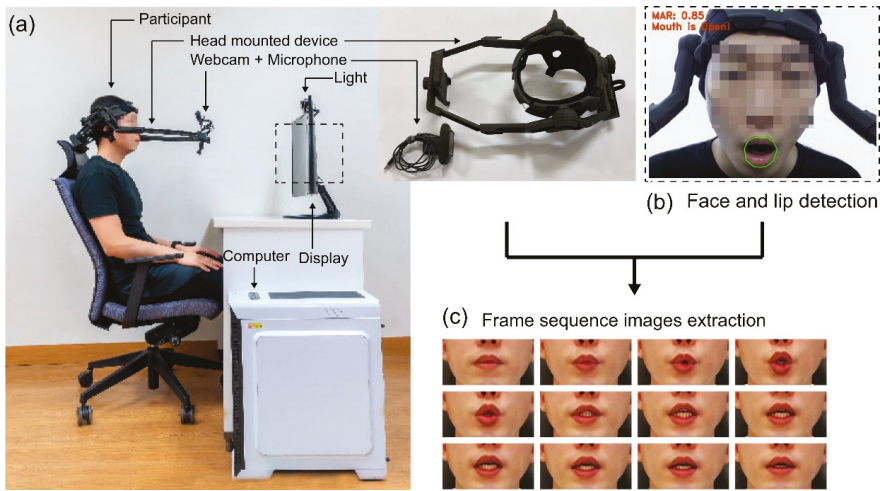 (a)
Participant
Head mounted device
Webcam + Microphone
Light
Computer
Display
MAR: 0.85
Mouth is Open!
(b) Face and lip detection
(c) Frame sequence images extraction